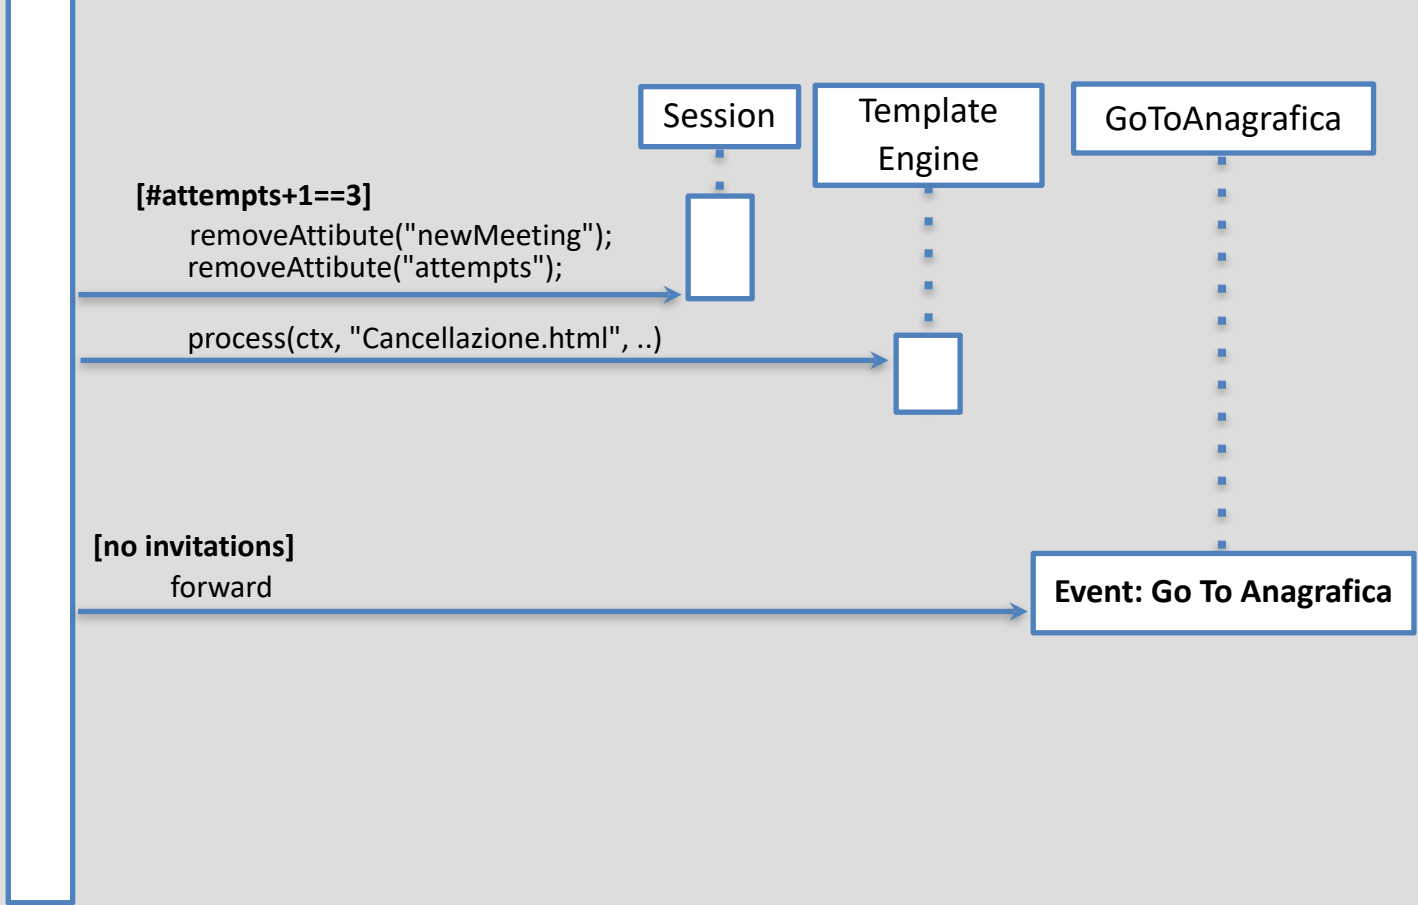 Session
Template
Engine
GoToAnagrafica
[#attempts+1==3]
removeAttibute("newMeeting");
removeAttibute("attempts");
process(ctx, "Cancellazione.html", ..)
[no invitations]
forward
Event: Go To Anagrafica